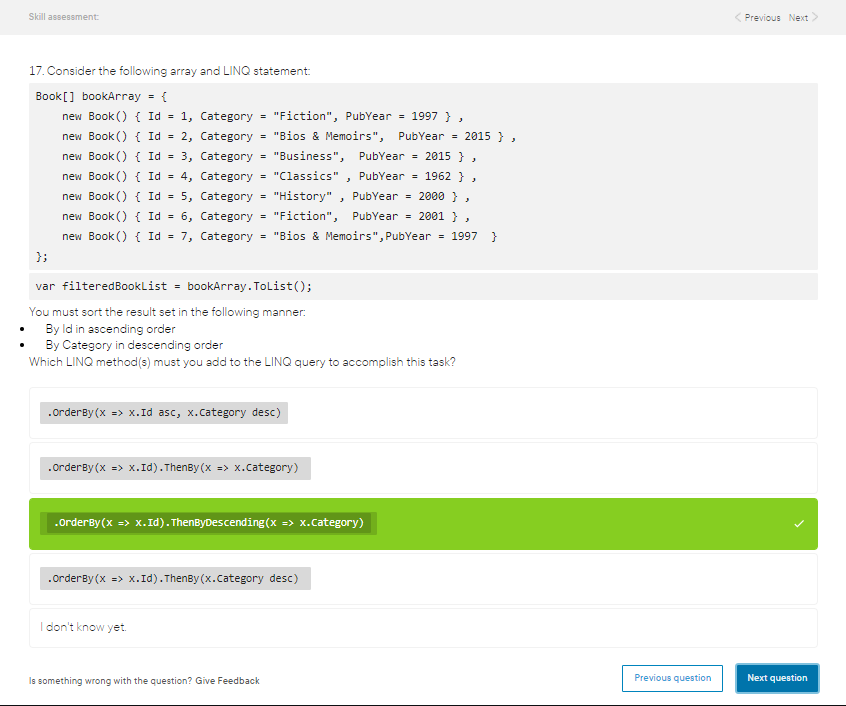 Skill assessment:
Previous Next
17. Consider the following array and LINQ statement:
Book[] bookArray = {
new Book() { Id = 1, Category = "Fiction", PubYear = 1997 } ,
new Book() { Id = 2, Category = "Bios & Memoirs",  PubYear = 2015 } ,
new Book() { Id = 3, Category = "Business",  PubYear = 2015 } ,
new Book() { Id = 4, Category = "Classics" , PubYear = 1962 } ,
new Book() { Id = 5, Category = "History" , PubYear = 2000 } ,
new Book() { Id = 6, Category = "Fiction",  PubYear = 2001 } ,
new Book() { Id = 7, Category = "Bios & Memoirs",PubYear = 1997  }
};
var filteredBookList = bookArray.ToList();
You must sort the result set in the following manner:
• By Id in ascending order
• By Category in descending order
Which LINQ method(s) must you add to the LINQ query to accomplish this task?
.OrderBy(x => x.Id asc, x.Category desc)
.OrderBy(x => x.Id).ThenBy(x => x.Category)
.OrderBy(x => x.Id).ThenByDescending(x => x.Category)
.OrderBy(x => x.Id).ThenBy(x.Category desc)
I don't know yet.
Is something wrong with the question? Give Feedback
Previous question
Next question